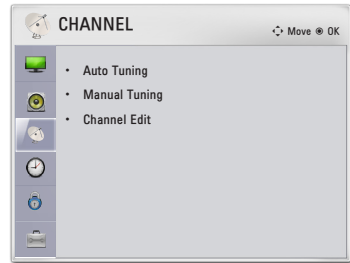 CHANNEL
Move OK
• Auto Tuning
• Manual Tuning
• Channel Edit